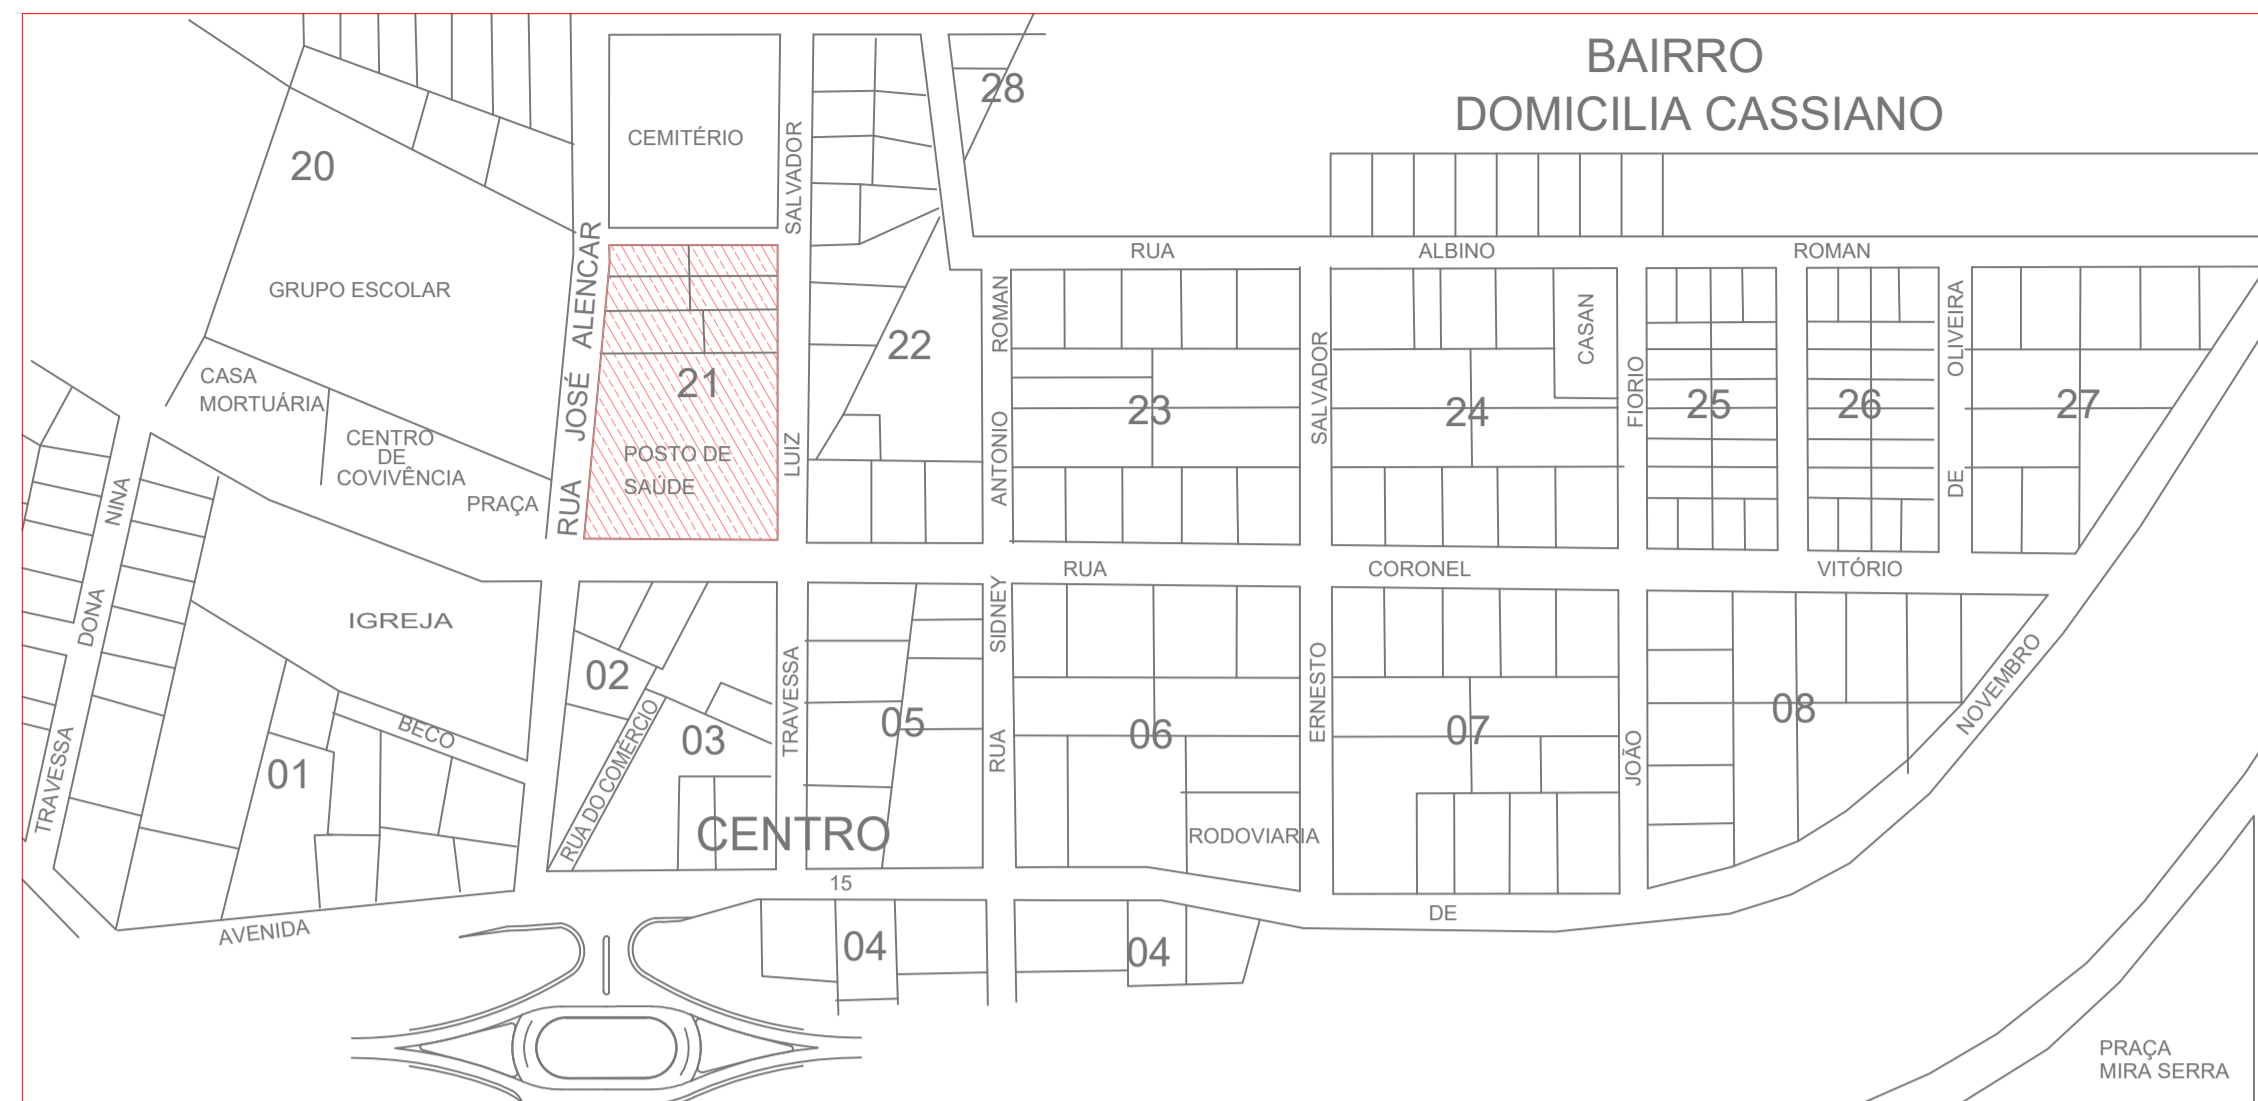 BAIRRO
DOMICILIA CASSIANO
28
CEMITÉRIO
SALVADOR
20
RUA
ALBINO
ROMAN
GRUPO ESCOLAR
RUA JOSÉ ALENCAR
21
22
ANTONIO ROMAN
SALVADOR
CASAN
FIORIO
DE OLIVEIRA
CASA
MORTUÁRIA
23
24
25
26
27
CENTRO
DE
COVIVÊNCIA
POSTO DE
SAÚDE
LUIZ
PRAÇA
TRAVESSA DONA NINA
RUA
CORONEL
VITÓRIO
IGREJA
RUA SIDNEY
TRAVESSA
ERNESTO
JOÃO
NOVEMBRO
02
BECO
RUA DO COMÉRCIO
03
05
06
07
08
01
CENTRO
RODOVIARIA
15
DE
AVENIDA
04
04
PRAÇA
MIRA SERRA